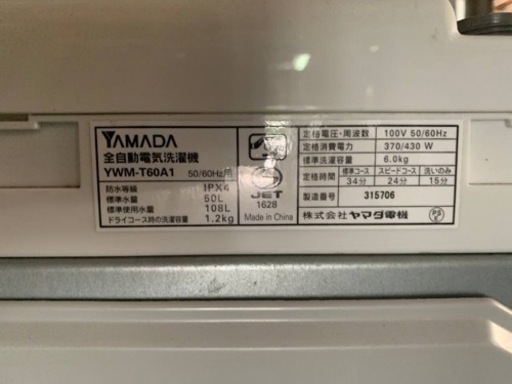 YAMADA
全自動電気洗濯機
YWM-T60A1 50/60Hz用
防水等級 IPX4
標準水量 50L
標準使用水量 108L
ドライコース時の洗濯容量 1.2kg
JET
1628
Made in China
定格電圧・周波数 100V 50/60Hz
定格消費電力 370/430 W
標準洗濯容量 6.0kg
定格時間 標準コース スピードコース 洗いのみ
34分 24分 15分
製造番号 315706
株式会社 ヤマダ電機
PS
E